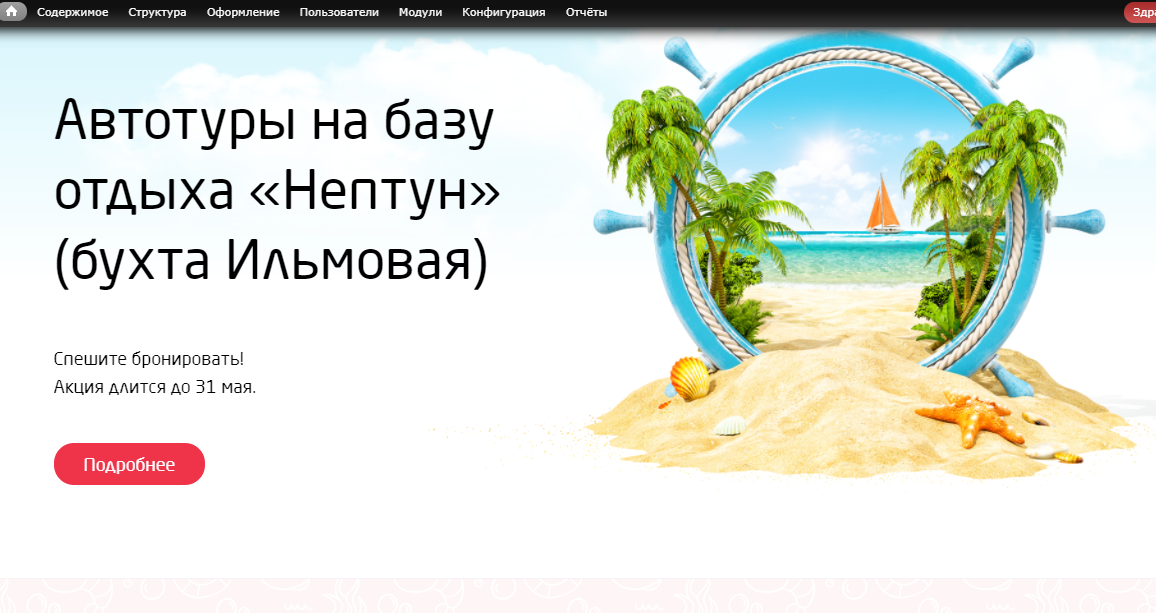 Содержимое Структура Оформление Пользователи Модули Конфигурация Отчёты
Автотуры на базу
отдыха «Нептун»
(бухта Ильмовая)
Спешите бронировать!
Акция длится до 31 мая.
Подробнее